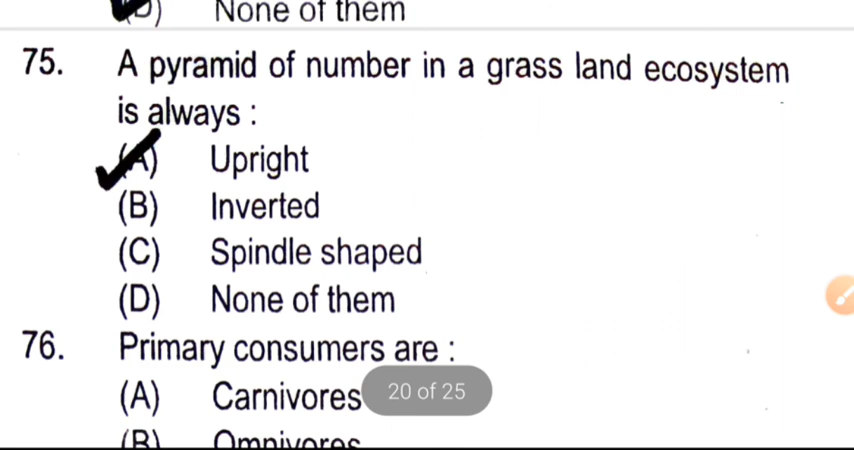 (D) None of them
75. A pyramid of number in a grass land ecosystem
is always :
(A) Upright
(B) Inverted
(C) Spindle shaped
(D) None of them
76. Primary consumers are :
(A) Carnivores 20 of 25
(B) Omnivores